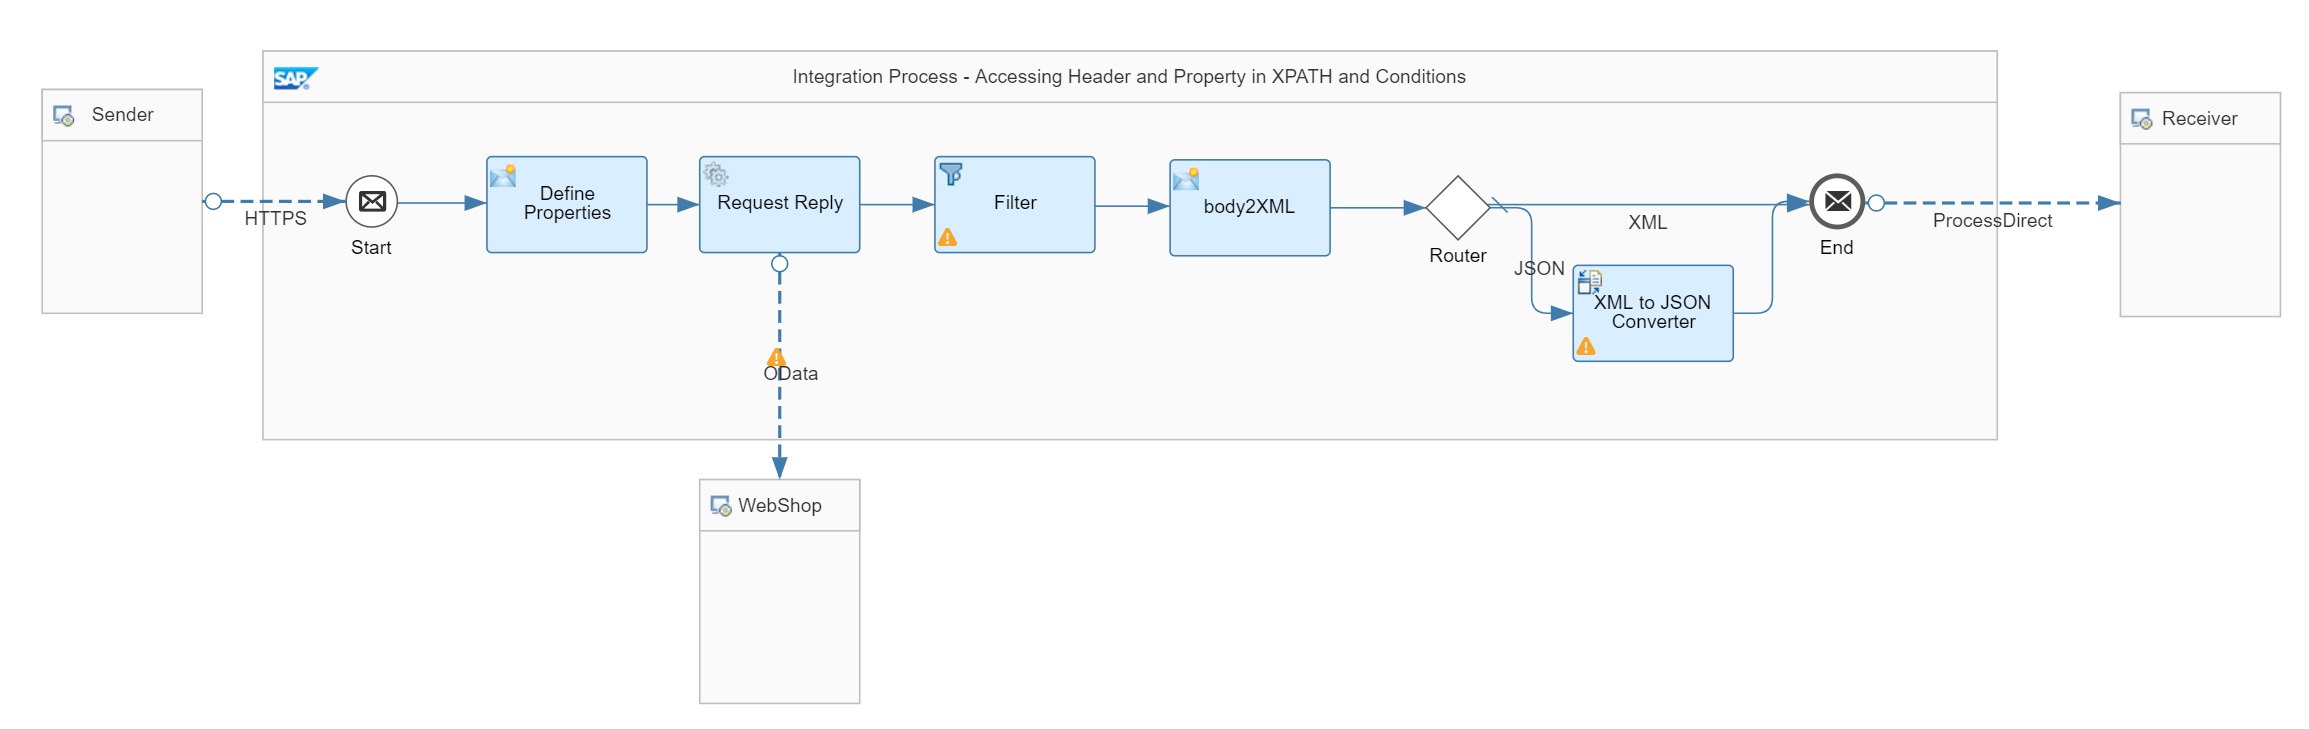 SAP
Integration Process - Accessing Header and Property in XPATH and Conditions
Sender
Receiver
HTTPS
Start
Define
Properties
Request Reply
Filter
body2XML
Router
XML
JSON
XML to JSON
Converter
End
ProcessDirect
OData
WebShop